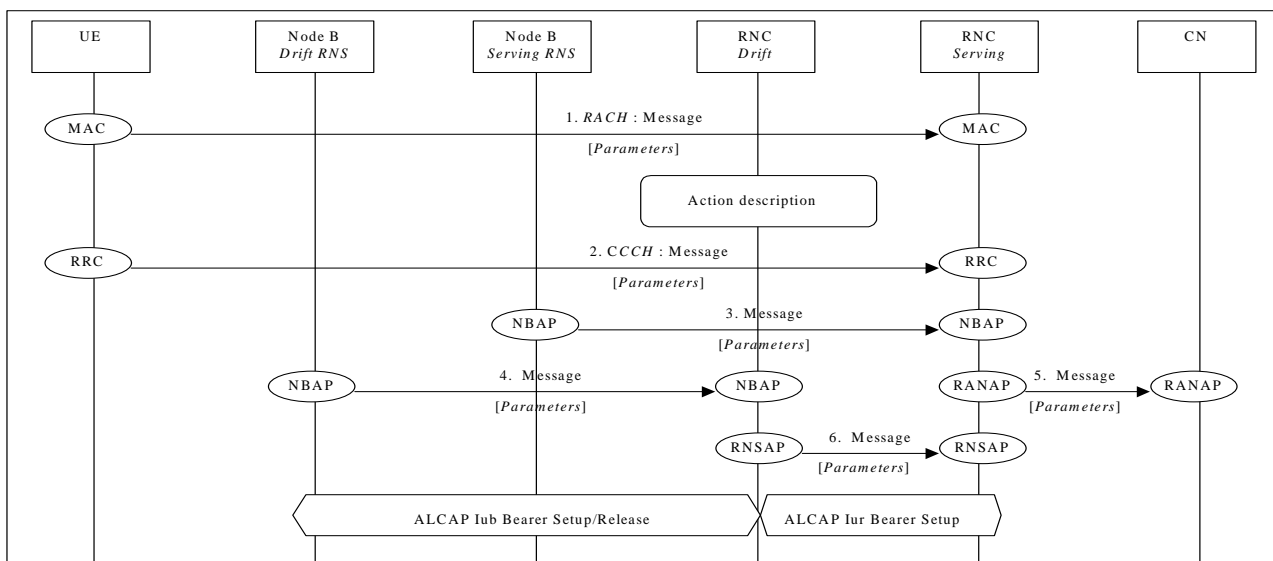 UE
Node B
Drift RNS
Node B
Serving RNS
RNC
Drift
RNC
Serving
CN
MAC
1. RACH : Message
[Parameters]
MAC
Action description
RRC
2. CCCH : Message
[Parameters]
RRC
NBAP
3. Message
[Parameters]
NBAP
NBAP
4. Message
[Parameters]
NBAP
RANAP
5. Message
[Parameters]
RANAP
RNSAP
6. Message
[Parameters]
RNSAP
ALCAP Iub Bearer Setup/Release
ALCAP Iur Bearer Setup